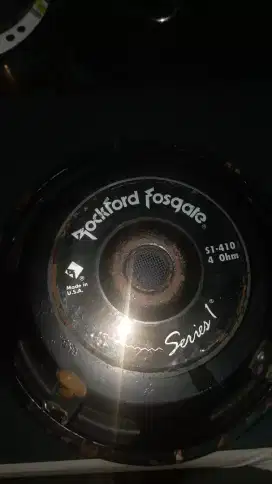 Rockford Fosgate®
S1-410
4 Ohm
Made in
U.S.A.
Series 1®